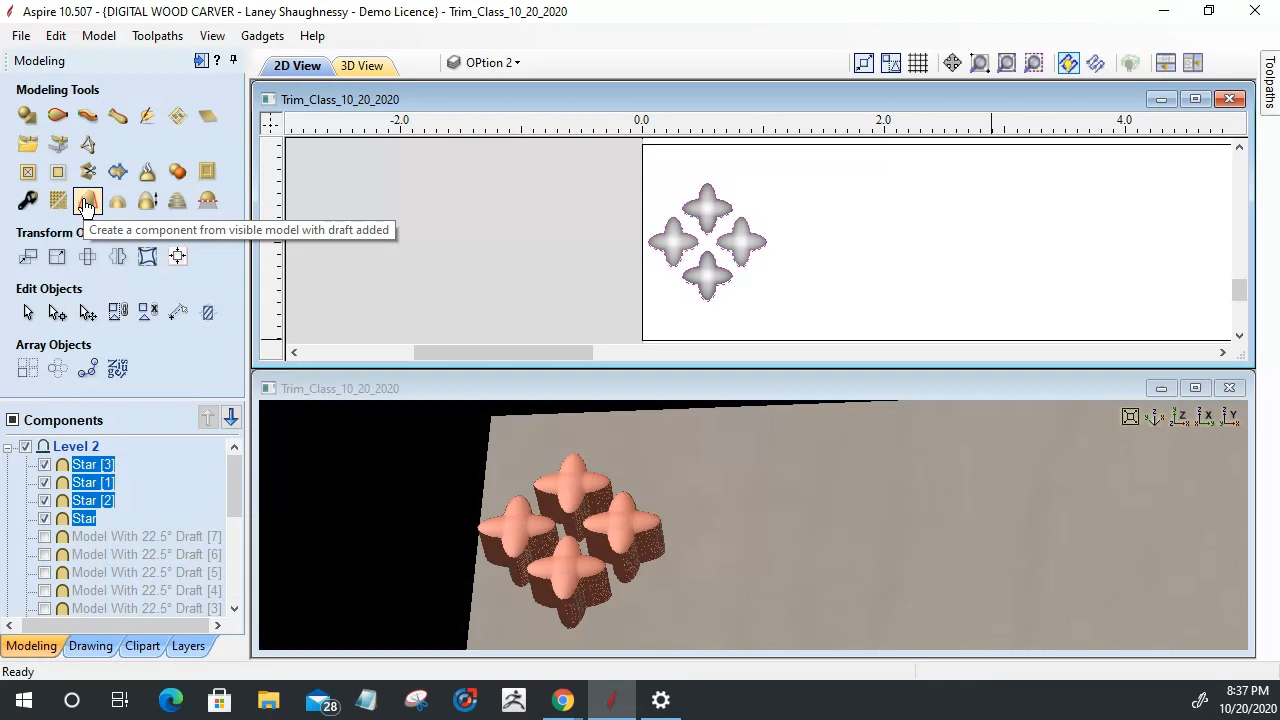 Aspire 10.507 - {DIGITAL WOOD CARVER - Laney Shaughnessy - Demo Licence} - Trim_Class_10_20_2020
File Edit Model Toolpaths View Gadgets Help
Modeling
2D View 3D View
OPtion 2
Toolpaths
Modeling Tools
Trim_Class_10_20_2020
-2.0 0.0 2.0 4.0
Create a component from visible model with draft added
Transform O
Edit Objects
Array Objects
Trim_Class_10_20_2020
Z X Y
Components
Level 2
Star [3]
Star [1]
Star [2]
Star
Model With 22.5° Draft [7]
Model With 22.5° Draft [6]
Model With 22.5° Draft [5]
Model With 22.5° Draft [4]
Model With 22.5° Draft [3]
Modeling Drawing Clipart Layers
Ready
28
8:37 PM
10/20/2020